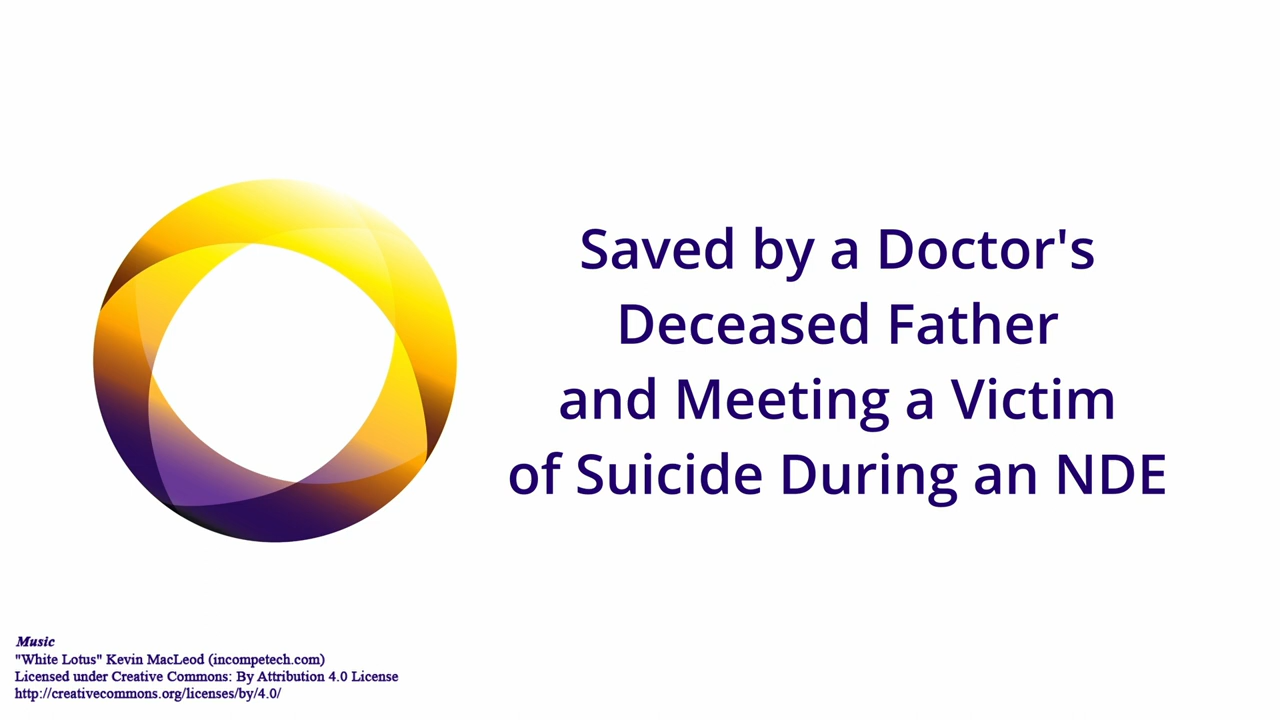 Saved by a Doctor's
Deceased Father
and Meeting a Victim
of Suicide During an NDE
Music
"White Lotus" Kevin MacLeod (incompetech.com)
Licensed under Creative Commons: By Attribution 4.0 License
http://creativecommons.org/licenses/by/4.0/